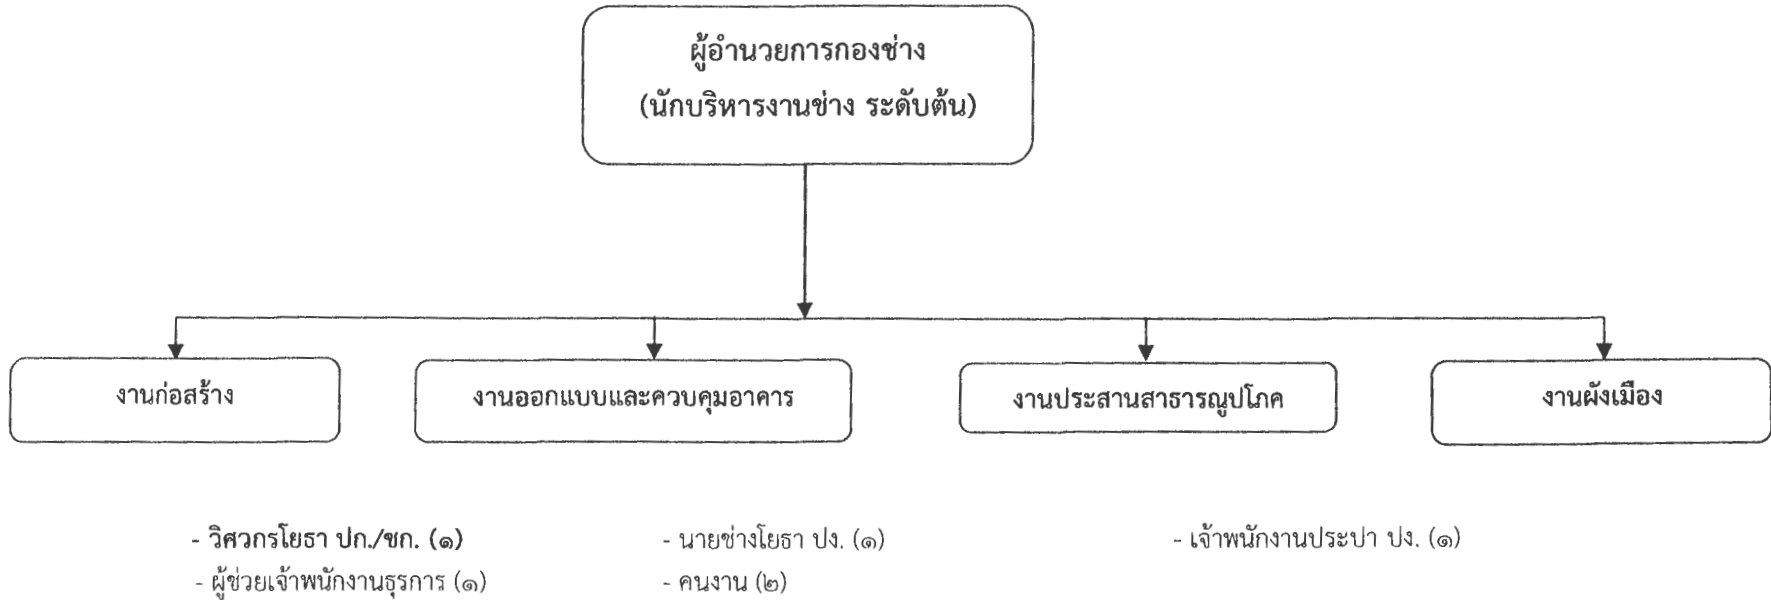 ผู้อำนวยการกองช่าง
(นักบริหารงานช่าง ระดับต้น)
งานก่อสร้าง
งานออกแบบและควบคุมอาคาร
งานประสานสาธารณูปโภค
งานผังเมือง
- วิศวกรโยธา ปก./ชก. (๑)
- ผู้ช่วยเจ้าพนักงานธุรการ (๑)
- นายช่างโยธา ปง. (๑)
- คนงาน (๒)
- เจ้าพนักงานประปา ปง. (๑)